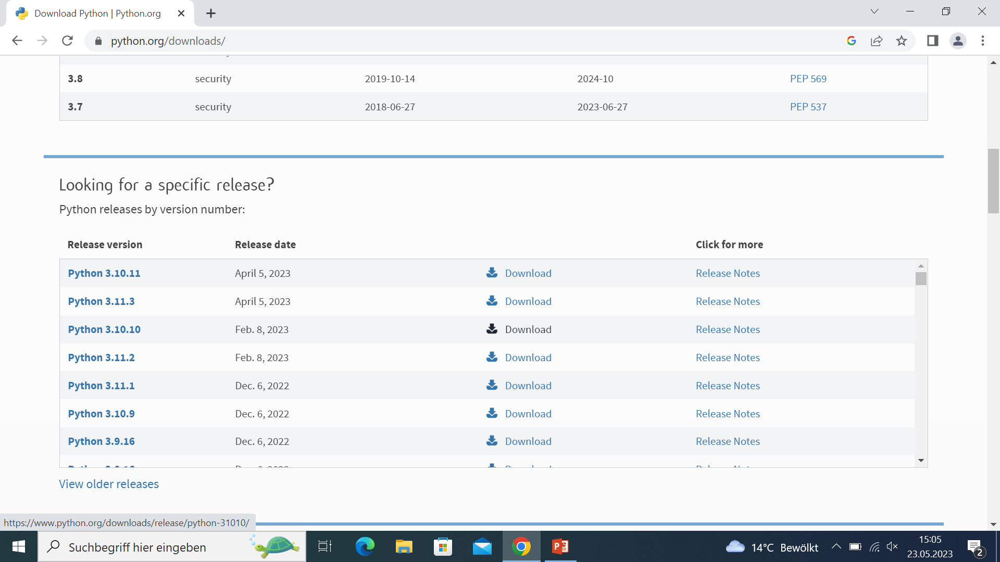 Download Python | Python.org
python.org/downloads/
3.8 security 2019-10-14 2024-10 PEP 569
3.7 security 2018-06-27 2023-06-27 PEP 537
Looking for a specific release?
Python releases by version number:
Release version Release date Click for more
Python 3.10.11 April 5, 2023 Download Release Notes
Python 3.11.3 April 5, 2023 Download Release Notes
Python 3.10.10 Feb. 8, 2023 Download Release Notes
Python 3.11.2 Feb. 8, 2023 Download Release Notes
Python 3.11.1 Dec. 6, 2022 Download Release Notes
Python 3.10.9 Dec. 6, 2022 Download Release Notes
Python 3.9.16 Dec. 6, 2022 Download Release Notes
View older releases
https://www.python.org/downloads/release/python-31010/
Suchbegriff hier eingeben
14°C Bewölkt
15:05
23.05.2023
2